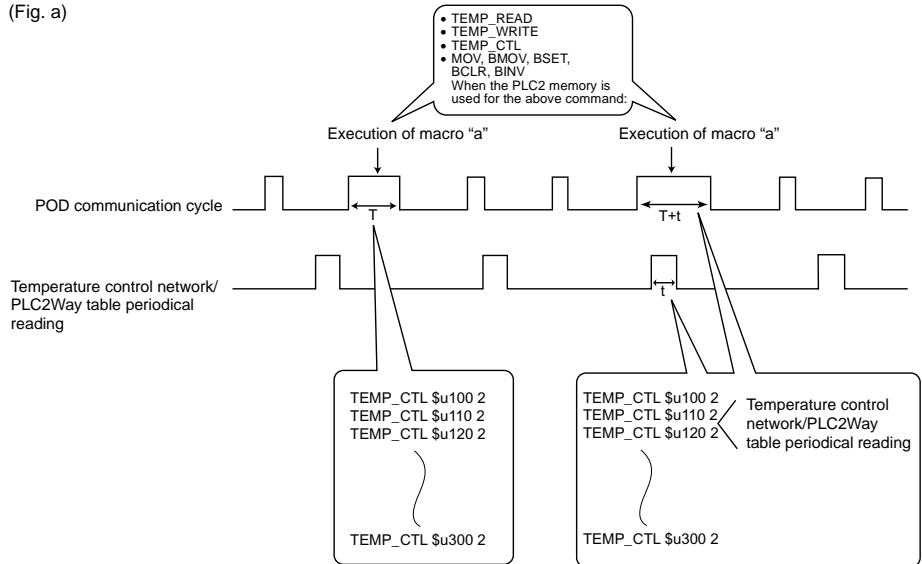 (Fig. a)
• TEMP_READ
• TEMP_WRITE
• TEMP_CTL
• MOV, BMOV, BSET,
BCLR, BINV
When the PLC2 memory is
used for the above command:
Execution of macro “a”
Execution of macro “a”
POD communication cycle
T
T+t
Temperature control network/
PLC2Way table periodical
reading
t
TEMP_CTL $u100 2
TEMP_CTL $u110 2
TEMP_CTL $u120 2
TEMP_CTL $u300 2
TEMP_CTL $u100 2
TEMP_CTL $u110 2
TEMP_CTL $u120 2
Temperature control
network/PLC2Way
table periodical reading
TEMP_CTL $u300 2